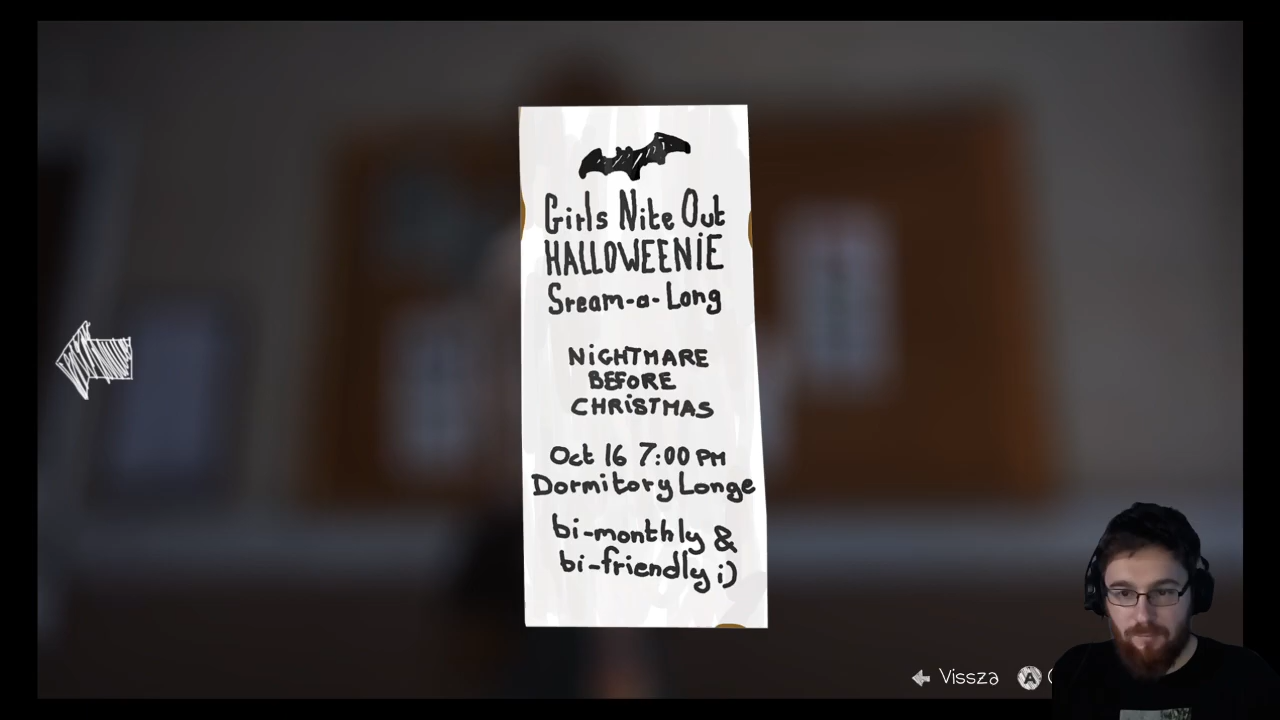 Girls Nite Out
HALLOWEENIE
Sream-a-Long
NiGHTMARE
BEFORE
CHRiSTMAS
Oct 16 7:00 PM
Dormitory Longe
bi-monthly &
bi-friendly ;)
Vissza A